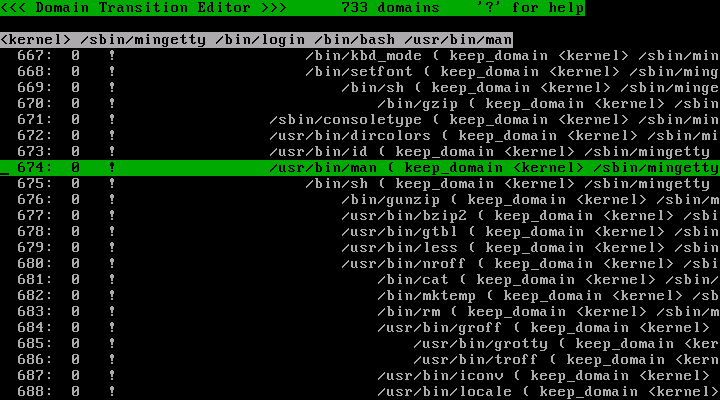 <<< Domain Transition Editor >>>      733 domains    '?' for help
<kernel> /sbin/mingetty /bin/login /bin/bash /usr/bin/man
667:  0   !   /bin/kbd_mode ( keep_domain <kernel> /sbin/min
668:  0   !   /bin/setfont ( keep_domain <kernel> /sbin/ming
669:  0   !   /bin/sh ( keep_domain <kernel> /sbin/minge
670:  0   !   /bin/gzip ( keep_domain <kernel> /sbin
671:  0   !   /sbin/consoletype ( keep_domain <kernel> /sbin/min
672:  0   !   /usr/bin/dircolors ( keep_domain <kernel> /sbin/mi
673:  0   !   /usr/bin/id ( keep_domain <kernel> /sbin/mingetty
674:  0   !   /usr/bin/man ( keep_domain <kernel> /sbin/mingetty
675:  0   !   /bin/sh ( keep_domain <kernel> /sbin/mingetty
676:  0   !   /bin/gunzip ( keep_domain <kernel> /sbin/m
677:  0   !   /usr/bin/bzip2 ( keep_domain <kernel> /sbi
678:  0   !   /usr/bin/gtbl ( keep_domain <kernel> /sbin
679:  0   !   /usr/bin/less ( keep_domain <kernel> /sbin
680:  0   !   /usr/bin/nroff ( keep_domain <kernel> /sbi
681:  0   !   /bin/cat ( keep_domain <kernel> /sbin/
682:  0   !   /bin/mktemp ( keep_domain <kernel> /sb
683:  0   !   /bin/rm ( keep_domain <kernel> /sbin/m
684:  0   !   /usr/bin/groff ( keep_domain <kernel>
685:  0   !   /usr/bin/grotty ( keep_domain <ker
686:  0   !   /usr/bin/troff ( keep_domain <kern
687:  0   !   /usr/bin/iconv ( keep_domain <kernel>
688:  0   !   /usr/bin/locale ( keep_domain <kernel>